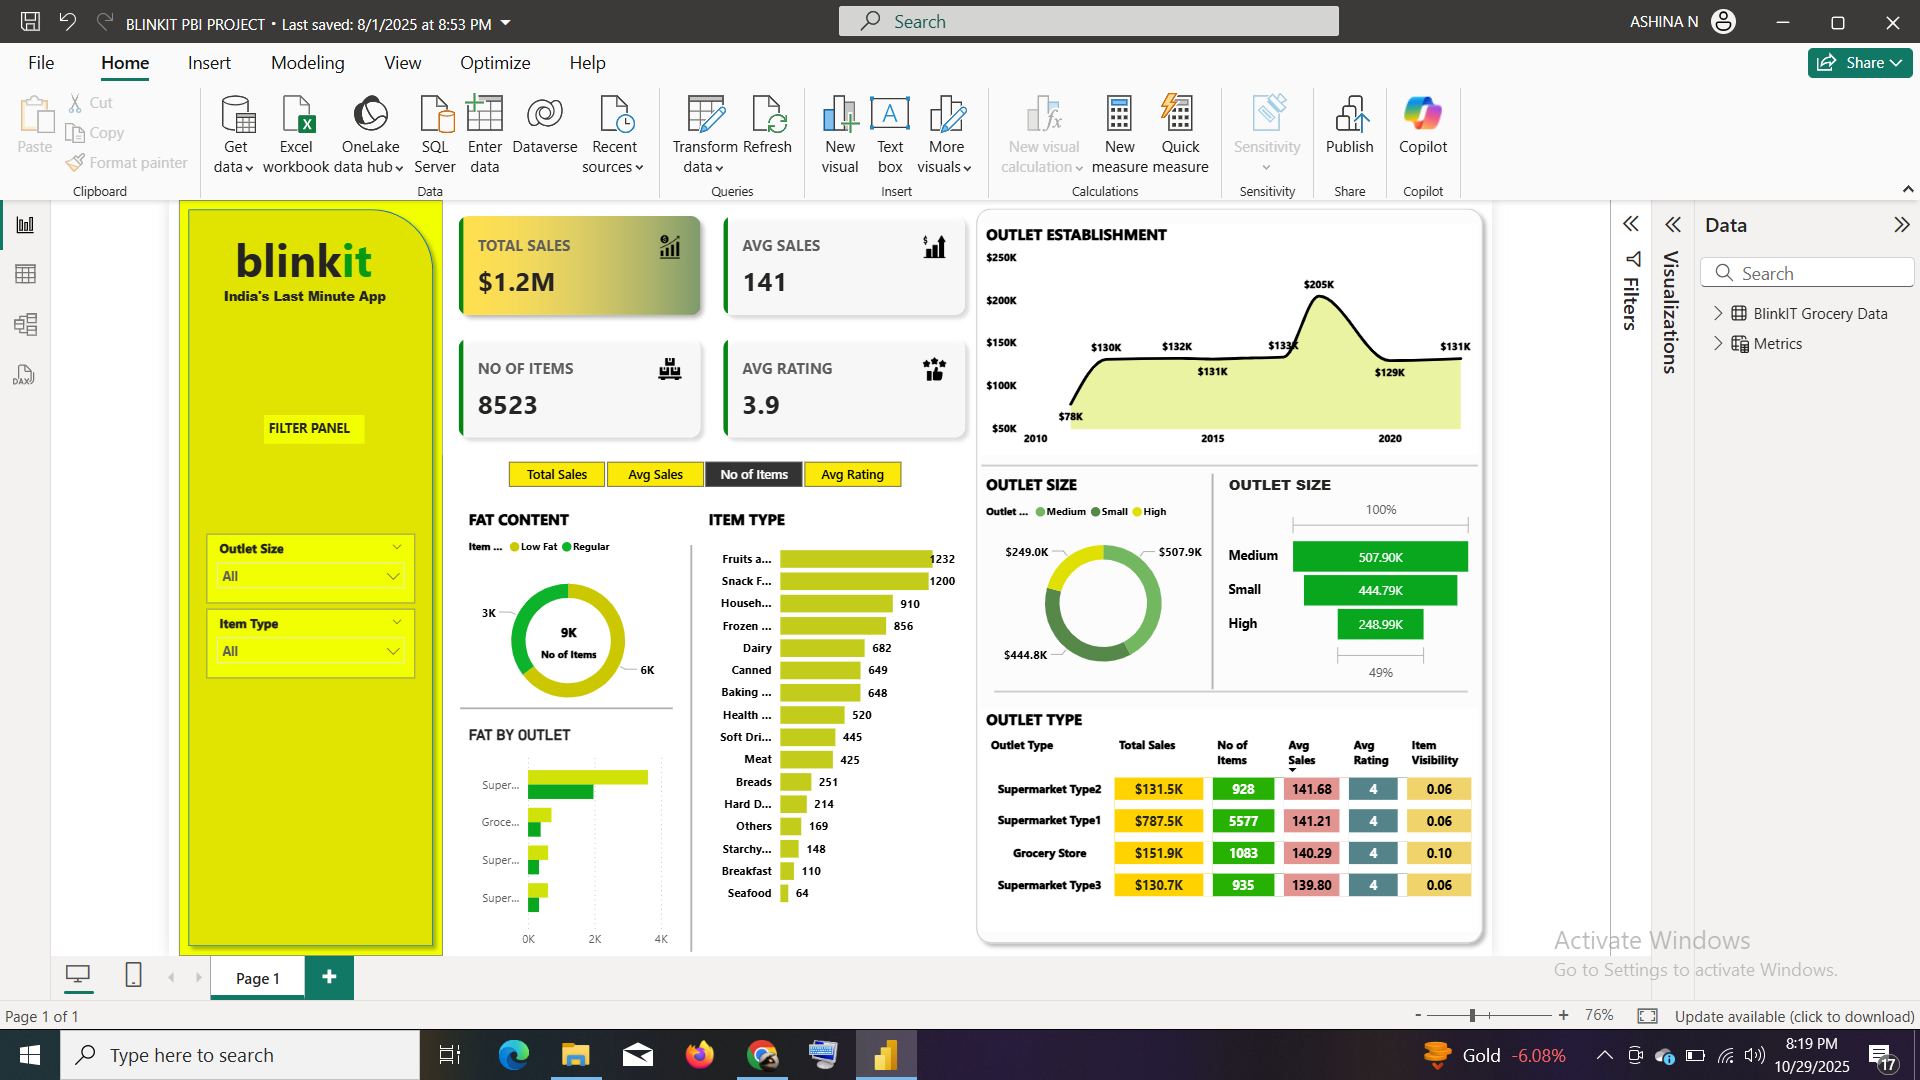 BLINKIT PBI PROJECT • Last saved: 8/1/2025 at 8:53 PM
Search
ASHINA N
File Home Insert Modeling View Optimize Help
Share
Paste
Cut
Copy
Format painter
Clipboard
Get data
Excel workbook
OneLake data hub
SQL Server
Enter data
Dataverse
Recent sources
Data
Transform data
Refresh
Queries
New visual
Text box
More visuals
Insert
New visual calculation
New measure
Quick measure
Calculations
Sensitivity
Sensitivity
Publish
Share
Copilot
Copilot
blinkit
India's Last Minute App
FILTER PANEL
Outlet Size
All
Item Type
All
TOTAL SALES
$1.2M
AVG SALES
141
NO OF ITEMS
8523
AVG RATING
3.9
Total Sales
Avg Sales
No of Items
Avg Rating
FAT CONTENT
Item ... Low Fat Regular
3K
9K
No of Items
6K
FAT BY OUTLET
Super...
Groce...
Super...
Super...
0K 2K 4K
ITEM TYPE
Fruits a... 1232
Snack F... 1200
Househ... 910
Frozen ... 856
Dairy 682
Canned 649
Baking ... 648
Health ... 520
Soft Dri... 445
Meat 425
Breads 251
Hard D... 214
Others 169
Starchy... 148
Breakfast 110
Seafood 64
OUTLET ESTABLISHMENT
$250K
$200K
$150K
$100K
$50K
$78K
$130K
$132K
$131K
$133K
$205K
$129K
$131K
2010 2015 2020
OUTLET SIZE
Outlet ... Medium Small High
$249.0K
$507.9K
$444.8K
OUTLET SIZE
100%
Medium 507.90K
Small 444.79K
High 248.99K
49%
OUTLET TYPE
Outlet Type Total Sales No of Items Avg Sales Avg Rating Item Visibility
Supermarket Type2 $131.5K 928 141.68 4 0.06
Supermarket Type1 $787.5K 5577 141.21 4 0.06
Grocery Store $151.9K 1083 140.29 4 0.10
Supermarket Type3 $130.7K 935 139.80 4 0.06
Filters
Visualizations
Data
Search
BlinkIT Grocery Data
Metrics
DAX
Activate Windows
Go to Settings to activate Windows.
Page 1
+
Page 1 of 1
- + 76%
Update available (click to download)
Type here to search
Gold -6.08%
8:19 PM
10/29/2025
17